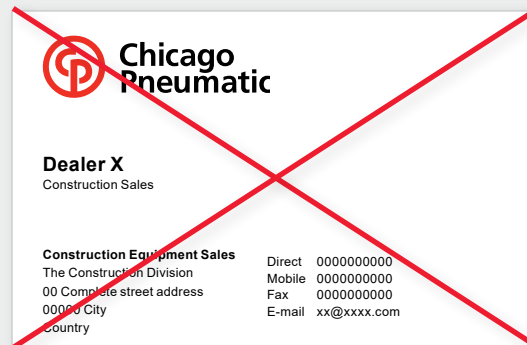 Chicago
Pneumatic
Dealer X
Construction Sales
Construction Equipment Sales
The Construction Division
00 Complete street address
00000 City
Country
Direct 0000000000
Mobile 0000000000
Fax 0000000000
E-mail xx@xxxx.com